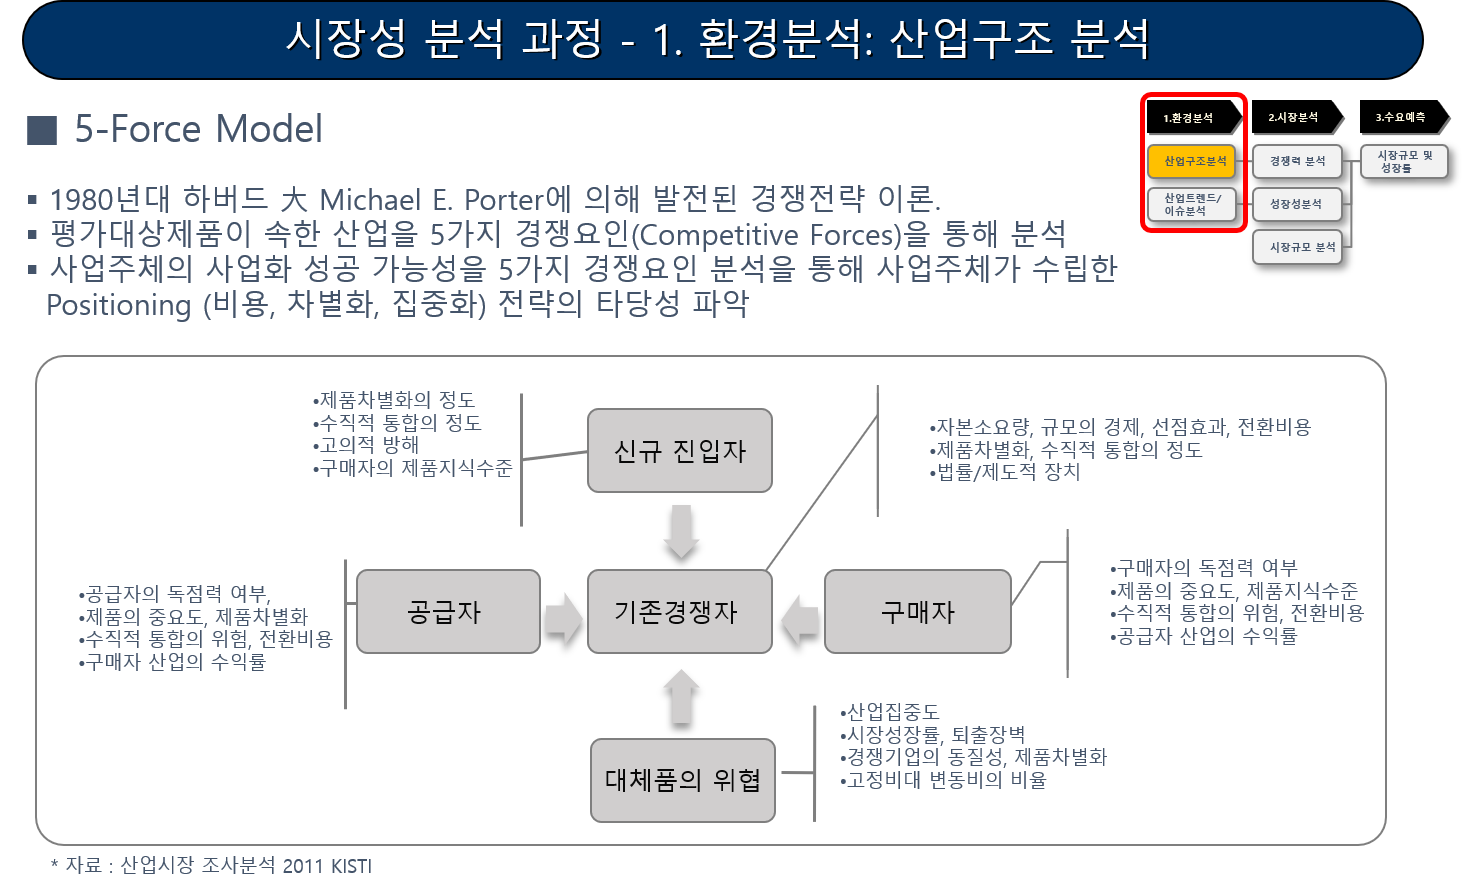 시장성 분석 과정 - 1. 환경분석: 산업구조 분석
■ 5-Force Model
1.환경분석
2.시장분석
3.수요예측
산업구조분석
경쟁력 분석
시장규모 및
성장률
산업트렌드/
이슈분석
성장성분석
시장규모 분석
▪ 1980년대 하버드 大 Michael E. Porter에 의해 발전된 경쟁전략 이론.
▪ 평가대상제품이 속한 산업을 5가지 경쟁요인(Competitive Forces)을 통해 분석
▪ 사업주체의 사업화 성공 가능성을 5가지 경쟁요인 분석을 통해 사업주체가 수립한
Positioning (비용, 차별화, 집중화) 전략의 타당성 파악
•제품차별화의 정도
•수직적 통합의 정도
•고의적 방해
•구매자의 제품지식수준
신규 진입자
•자본소요량, 규모의 경제, 선점효과, 전환비용
•제품차별화, 수직적 통합의 정도
•법률/제도적 장치
•공급자의 독점력 여부,
•제품의 중요도, 제품차별화
•수직적 통합의 위험, 전환비용
•구매자 산업의 수익률
공급자
기존경쟁자
구매자
•구매자의 독점력 여부
•제품의 중요도, 제품지식수준
•수직적 통합의 위험, 전환비용
•공급자 산업의 수익률
대체품의 위협
•산업집중도
•시장성장률, 퇴출장벽
•경쟁기업의 동질성, 제품차별화
•고정비대 변동비의 비율
* 자료 : 산업시장 조사분석 2011 KISTI